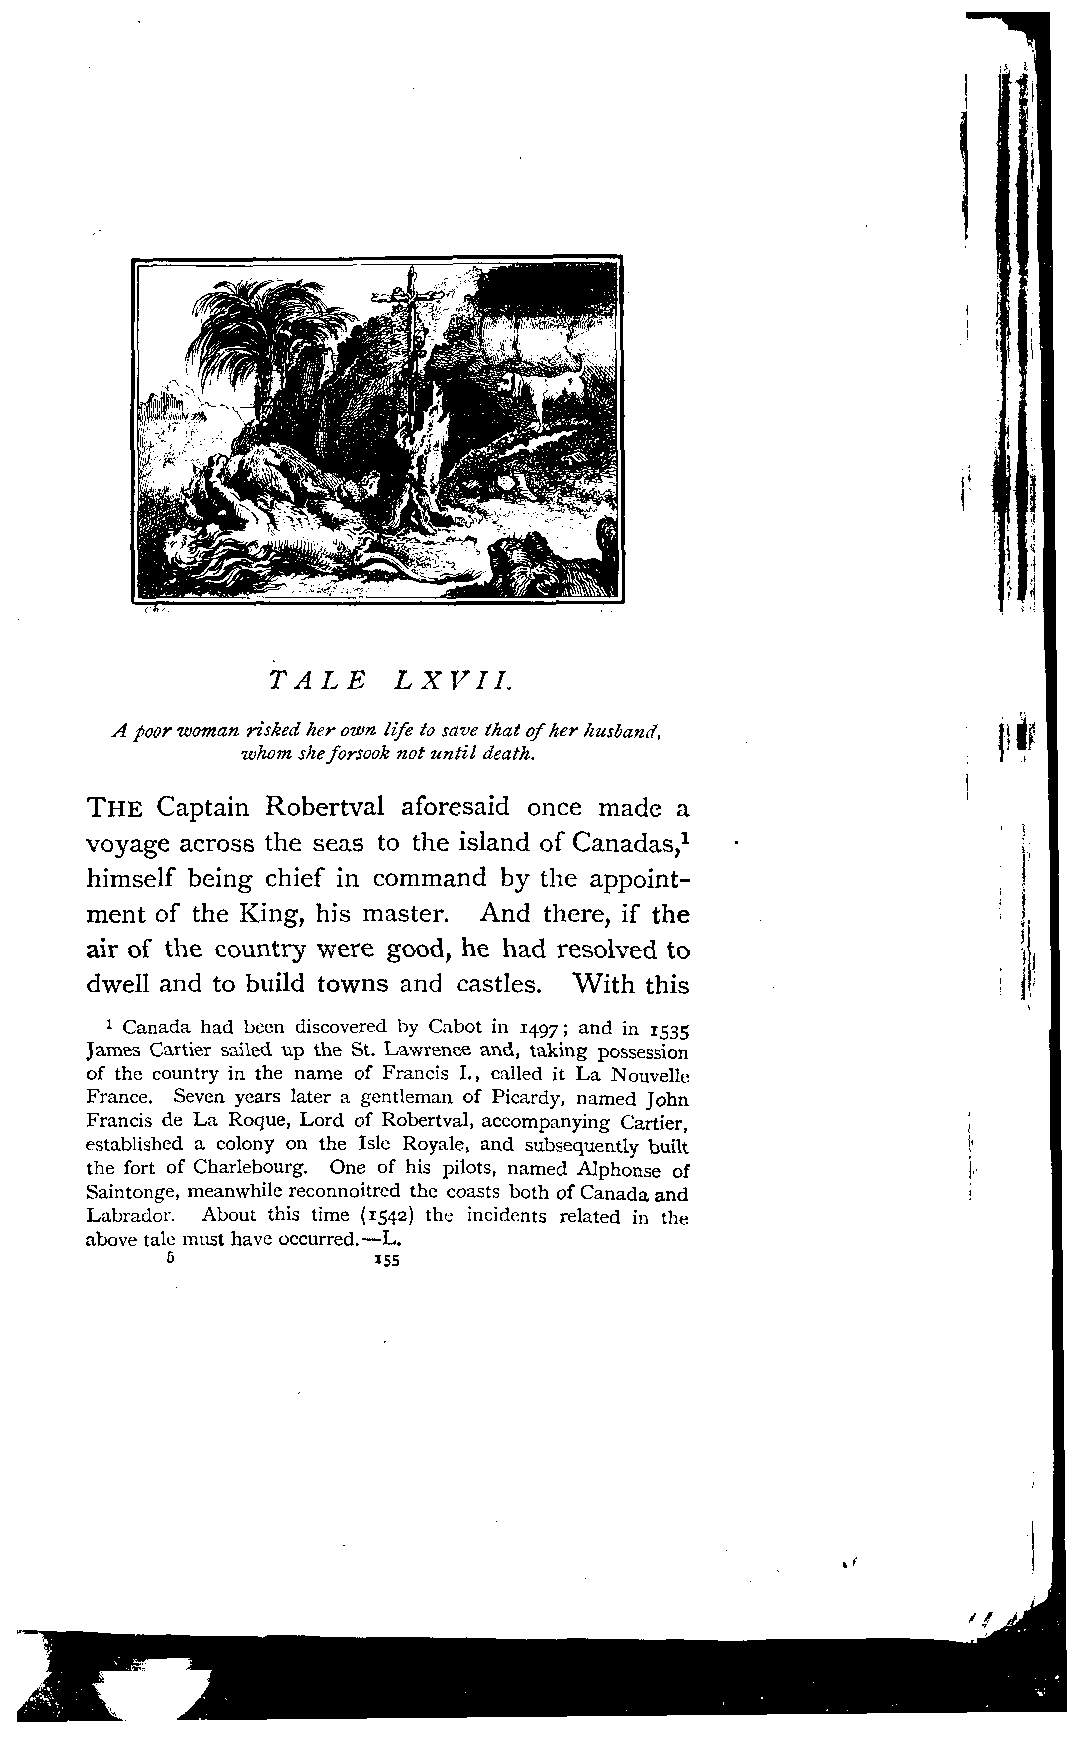 TALE LXVII.
A poor woman risked her own life to save that of her husband,
whom she forsook not until death.
THE Captain Robertval aforesaid once made a
voyage across the seas to the island of Canadas,¹
himself being chief in command by the appoint-
ment of the King, his master. And there, if the
air of the country were good, he had resolved to
dwell and to build towns and castles. With this
¹ Canada had been discovered by Cabot in 1497; and in 1535
James Cartier sailed up the St. Lawrence and, taking possession
of the country in the name of Francis I., called it La Nouvelle
France. Seven years later a gentleman of Picardy, named John
Francis de La Roque, Lord of Robertval, accompanying Cartier,
established a colony on the Isle Royale, and subsequently built
the fort of Charlebourg. One of his pilots, named Alphonse of
Saintonge, meanwhile reconnoitred the coasts both of Canada and
Labrador. About this time (1542) the incidents related in the
above tale must have occurred.—L.
5 155